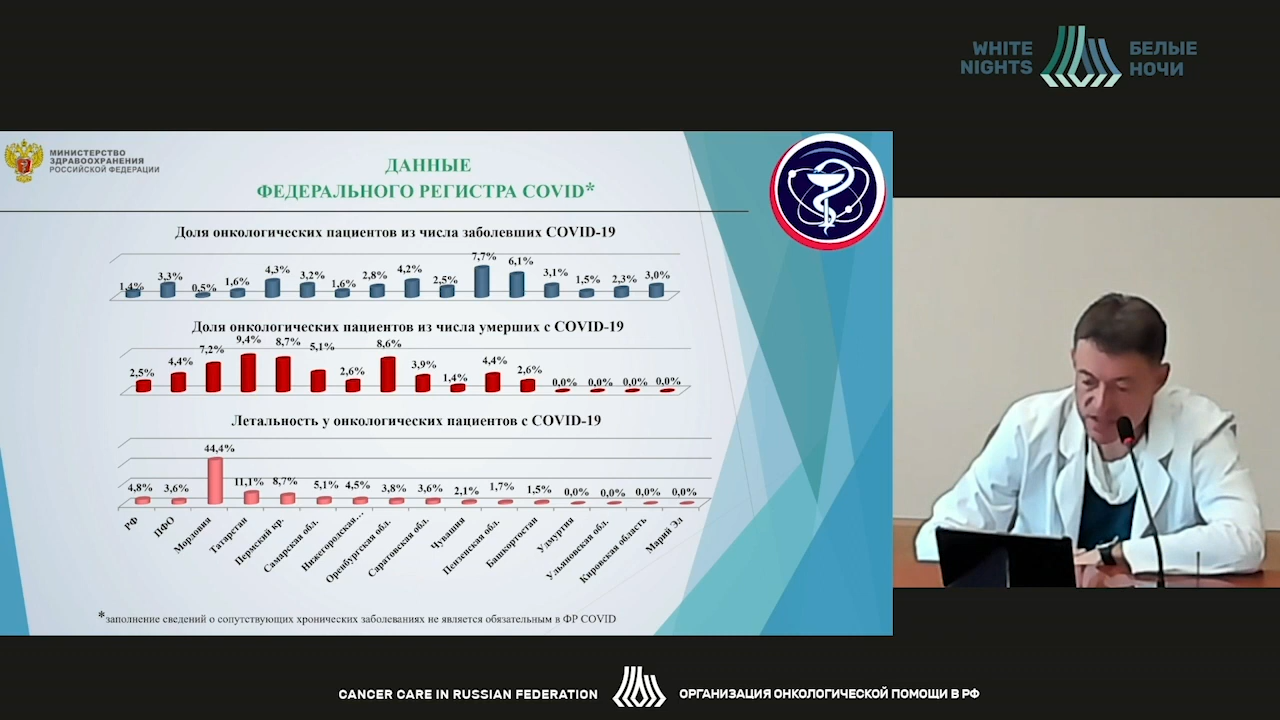 WHITE
NIGHTS
БЕЛЫЕ
НОЧИ
МИНИСТЕРСТВО
ЗДРАВООХРАНЕНИЯ
РОССИЙСКОЙ ФЕДЕРАЦИИ
ДАННЫЕ
ФЕДЕРАЛЬНОГО РЕГИСТРА COVID*
Доля онкологических пациентов из числа заболевших COVID-19
1,4% 3,3% 0,5% 1,6% 4,3% 3,2% 1,6% 2,8% 4,2% 2,5% 7,7% 6,1% 3,1% 1,5% 2,3% 3,0%
Доля онкологических пациентов из числа умерших с COVID-19
2,5% 4,4% 7,2% 9,4% 8,7% 5,1% 2,6% 8,6% 3,9% 1,4% 4,4% 2,6% 0,0% 0,0% 0,0% 0,0%
Летальность у онкологических пациентов с COVID-19
4,8% 3,6% 44,4% 11,1% 8,7% 5,1% 4,5% 3,8% 3,6% 2,1% 1,7% 1,5% 0,0% 0,0% 0,0% 0,0%
РФ
ПФО
Мордовия
Татарстан
Пермский кр.
Самарская обл.
Нижегородская...
Оренбургская обл.
Саратовская обл.
Чувашия
Пензенская обл.
Башкортостан
Удмуртия
Ульяновская обл.
Кировская область
Марий Эл
*заполнение сведений о сопутствующих хронических заболеваниях не является обязательным в ФР COVID
CANCER CARE IN RUSSIAN FEDERATION
ОРГАНИЗАЦИЯ ОНКОЛОГИЧЕСКОЙ ПОМОЩИ В РФ